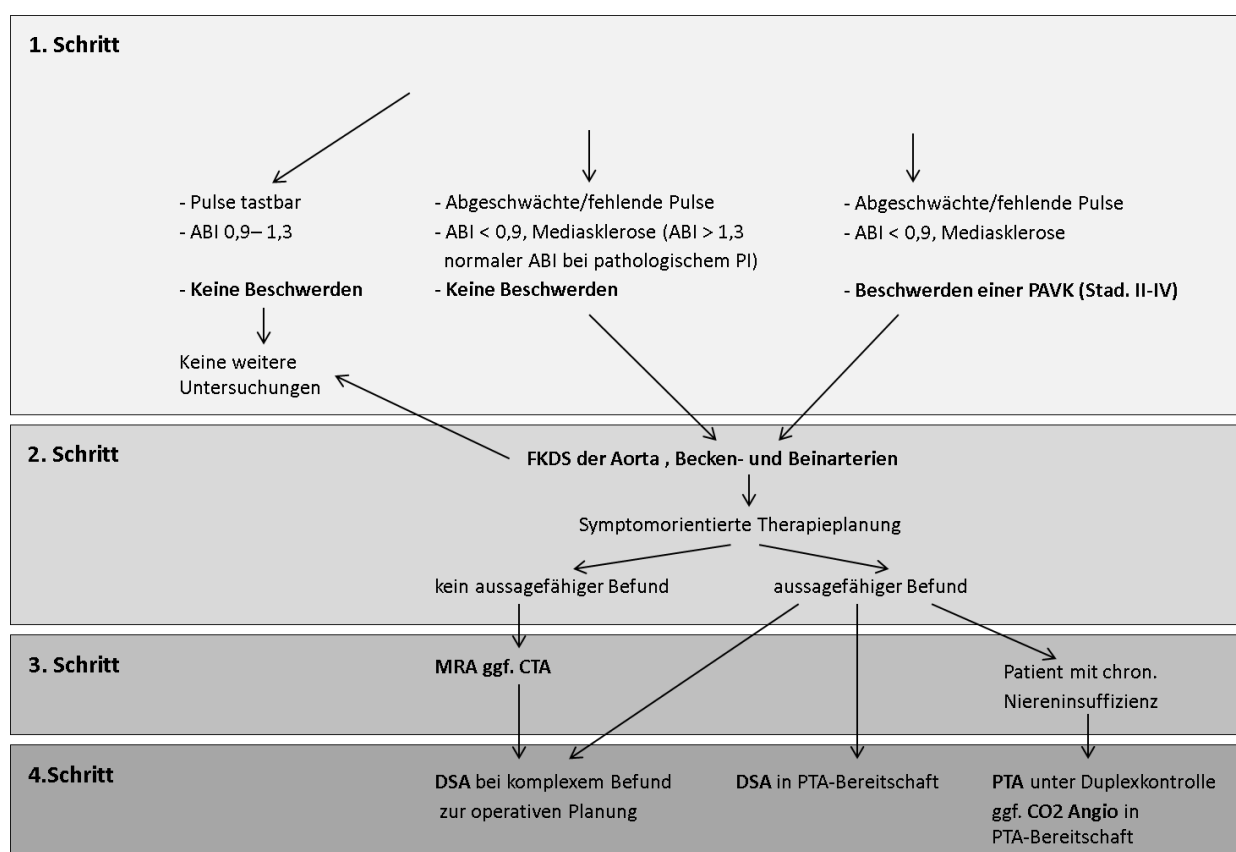 1. Schritt
- Pulse tastbar
- ABI 0,9– 1,3
- Keine Beschwerden
Keine weitere
Untersuchungen
- Abgeschwächte/fehlende Pulse
- ABI < 0,9, Mediasklerose (ABI > 1,3
normaler ABI bei pathologischem PI)
- Keine Beschwerden
- Abgeschwächte/fehlende Pulse
- ABI < 0,9, Mediasklerose
- Beschwerden einer PAVK (Stad. II-IV)
2. Schritt
FKDS der Aorta , Becken- und Beinarterien
Symptomorientierte Therapieplanung
kein aussagefähiger Befund
aussagefähiger Befund
3. Schritt
MRA ggf. CTA
Patient mit chron.
Niereninsuffizienz
4.Schritt
DSA bei komplexem Befund
zur operativen Planung
DSA in PTA-Bereitschaft
PTA unter Duplexkontrolle
ggf. CO2 Angio in
PTA-Bereitschaft